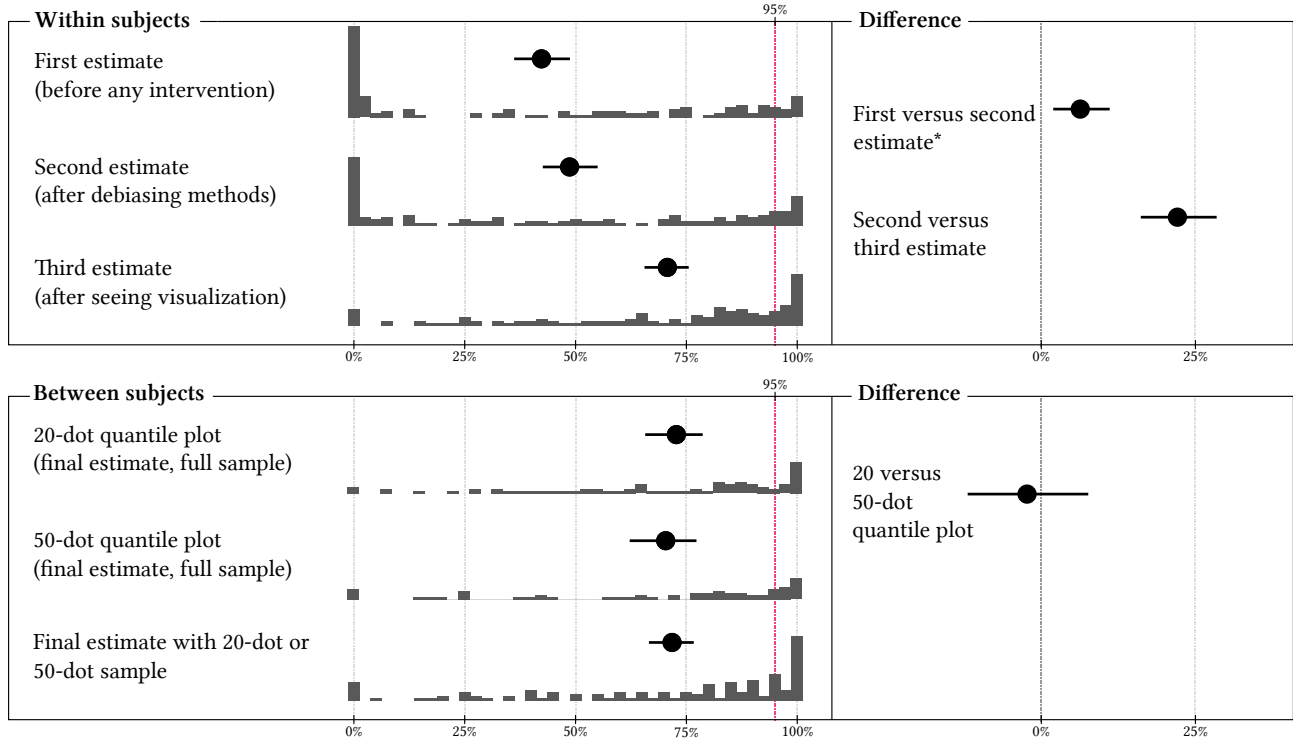 Within subjects
95%
Difference
First estimate
(before any intervention)
First versus second
estimate*
Second estimate
(after debiasing methods)
Second versus
third estimate
Third estimate
(after seeing visualization)
0%
25%
50%
75%
100%
0%
25%
Between subjects
95%
Difference
20-dot quantile plot
(final estimate, full sample)
20 versus
50-dot
quantile plot
50-dot quantile plot
(final estimate, full sample)
Final estimate with 20-dot or
50-dot sample
0%
25%
50%
75%
100%
0%
25%